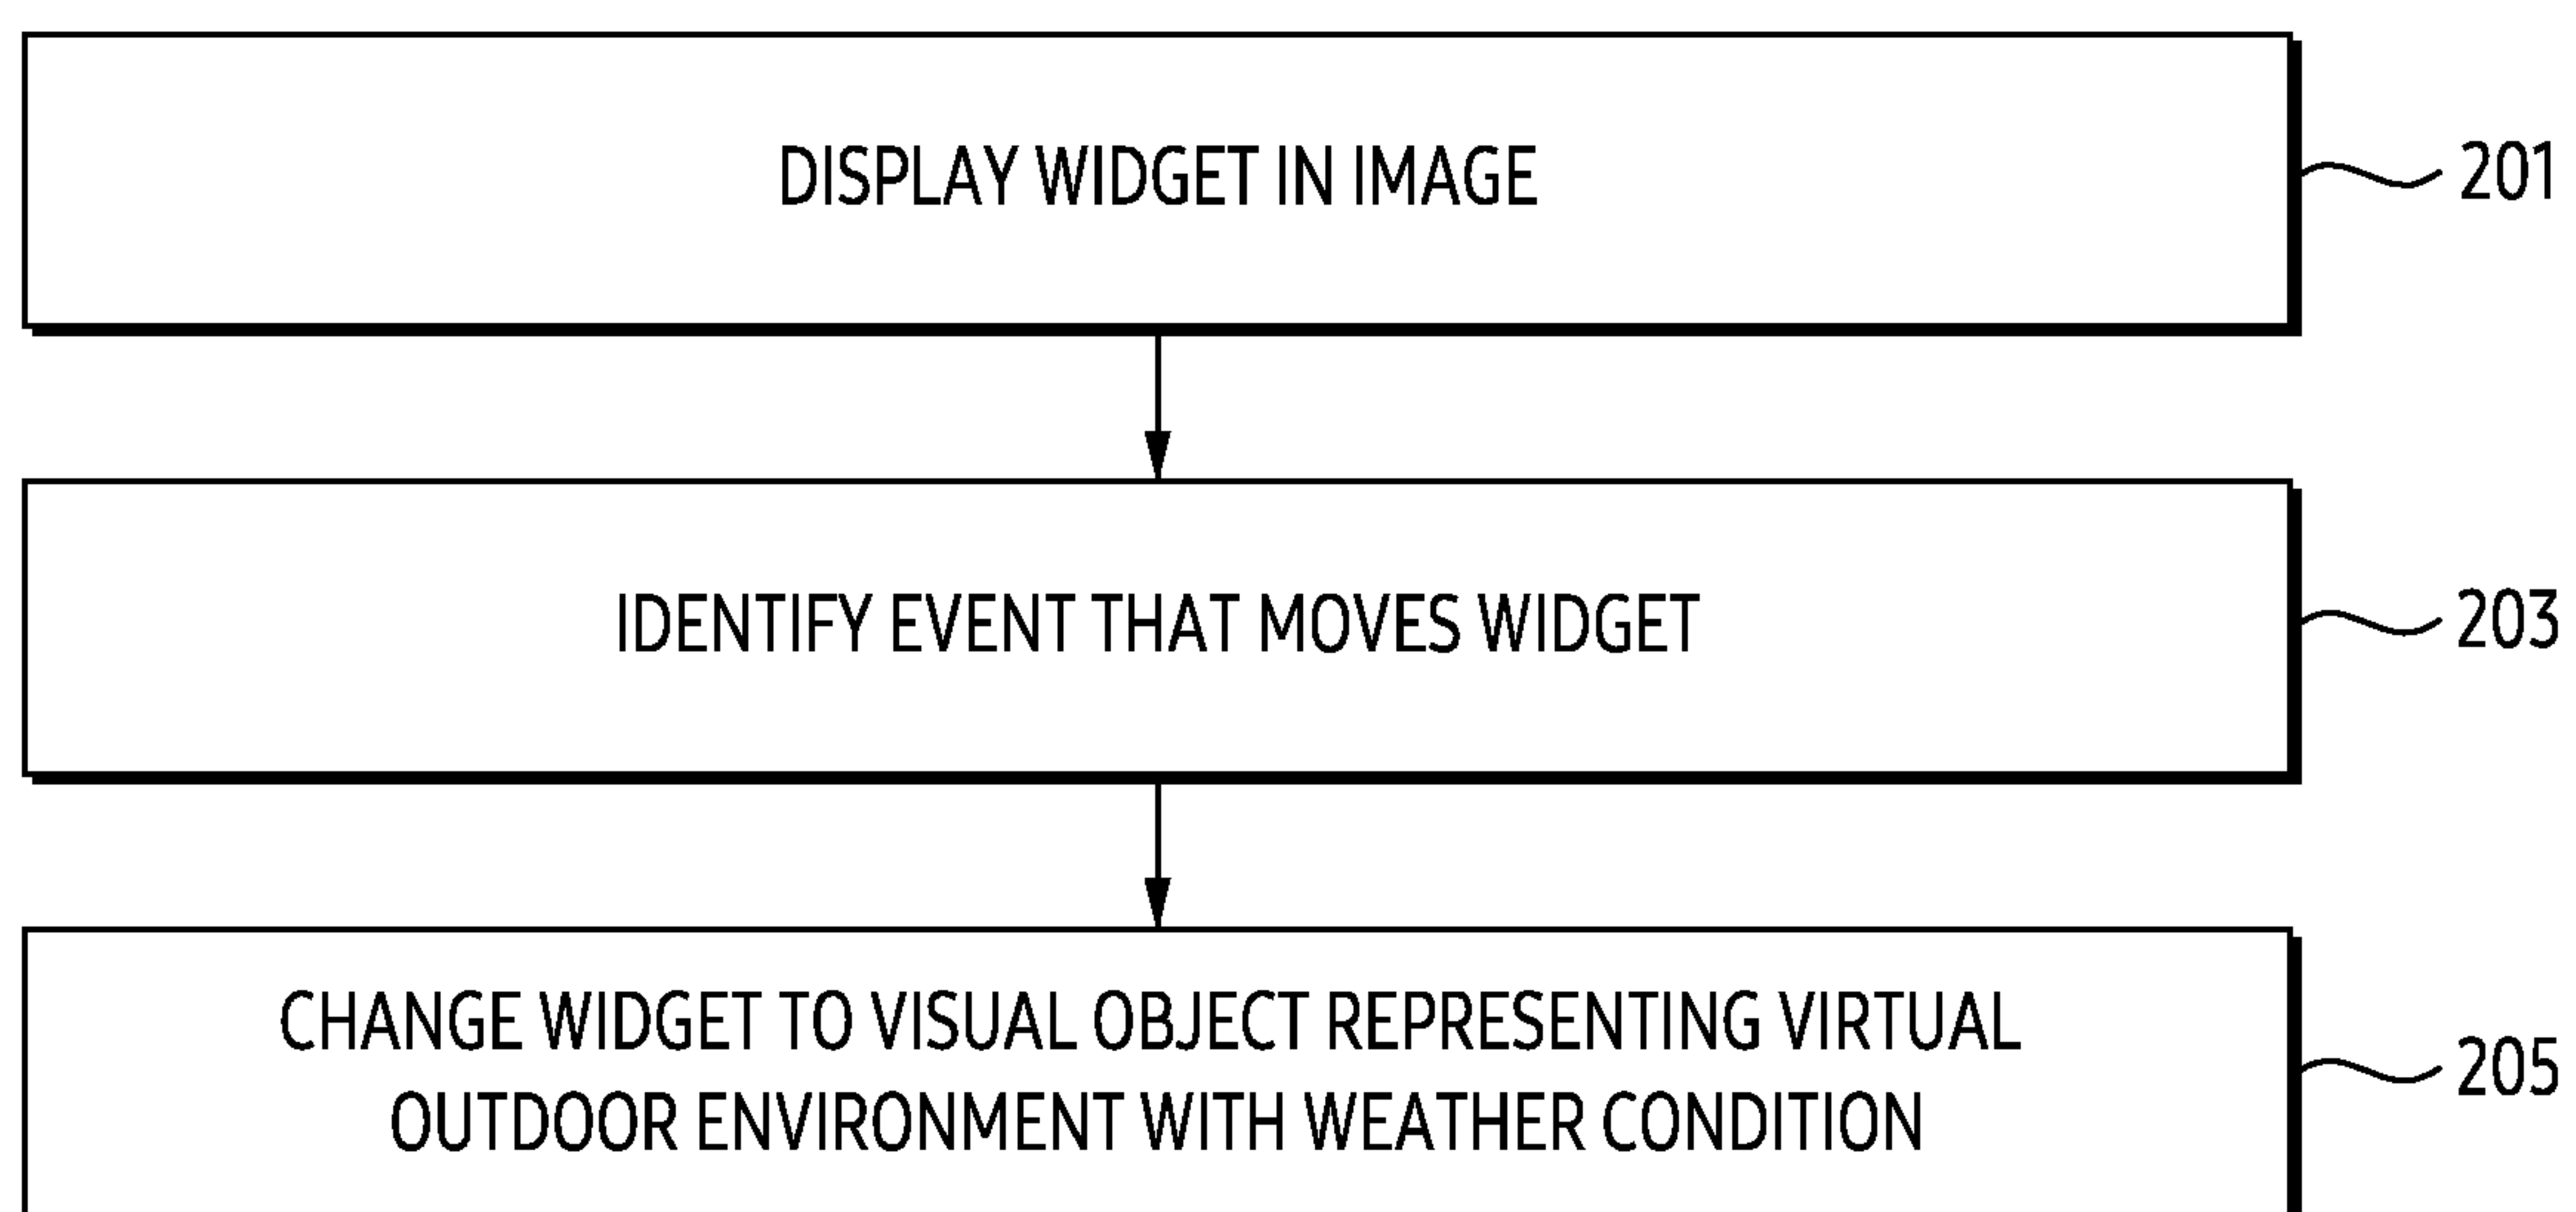 DISPLAY WIDGET IN IMAGE
201
IDENTIFY EVENT THAT MOVES WIDGET
203
CHANGE WIDGET TO VISUAL OBJECT REPRESENTING VIRTUAL
OUTDOOR ENVIRONMENT WITH WEATHER CONDITION
205